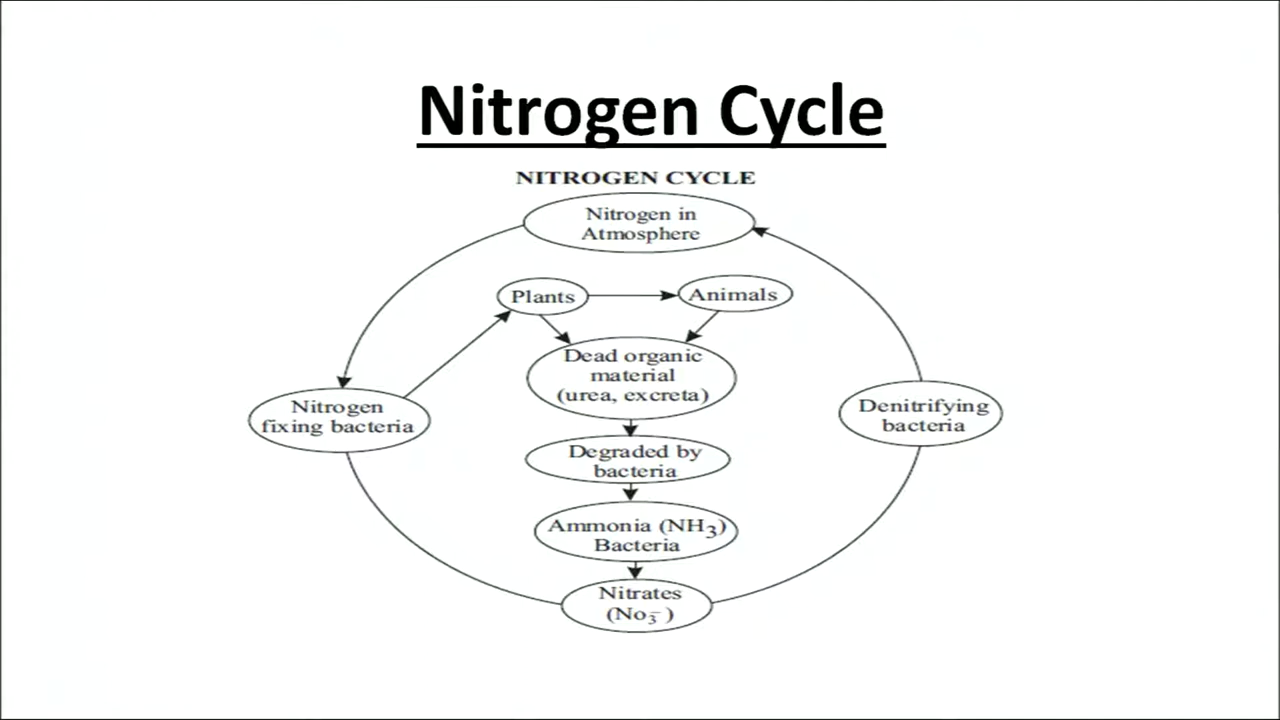 Nitrogen Cycle
NITROGEN CYCLE
Nitrogen in
Atmosphere
Plants
Animals
Dead organic
material
(urea, excreta)
Nitrogen
fixing bacteria
Denitrifying
bacteria
Degraded by
bacteria
Ammonia (NH₃)
Bacteria
Nitrates
(No₃⁻)